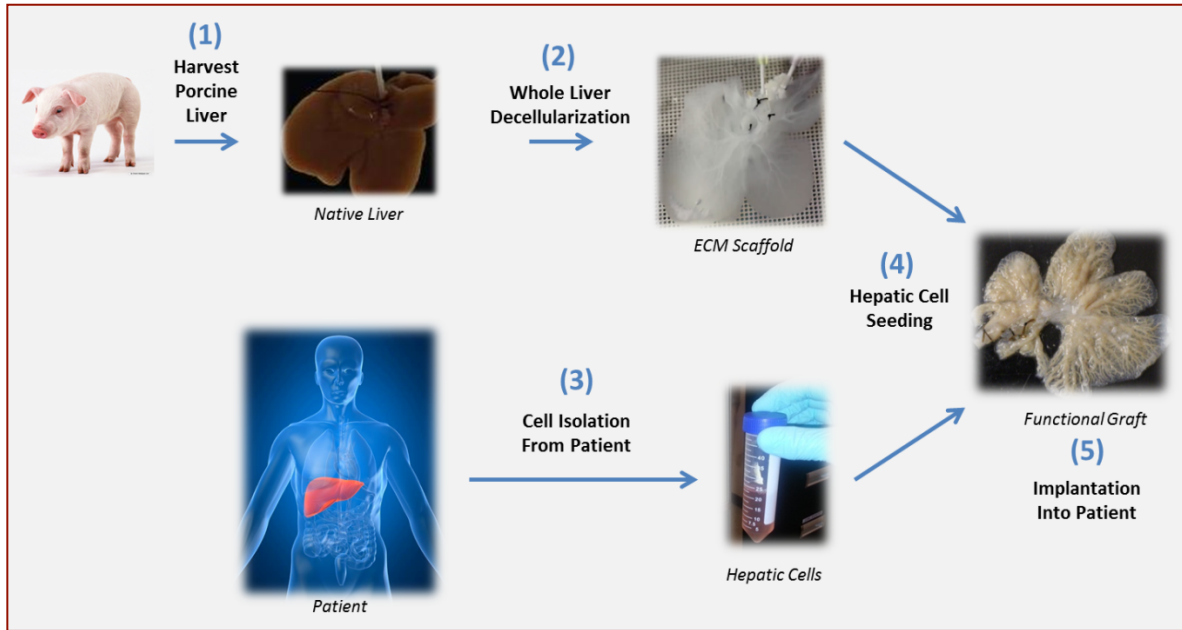 (1)
Harvest
Porcine
Liver
(2)
Whole Liver
Decellularization
Native Liver
ECM Scaffold
(4)
Hepatic Cell
Seeding
(3)
Cell Isolation
From Patient
Functional Graft
(5)
Implantation
Into Patient
Hepatic Cells
Patient